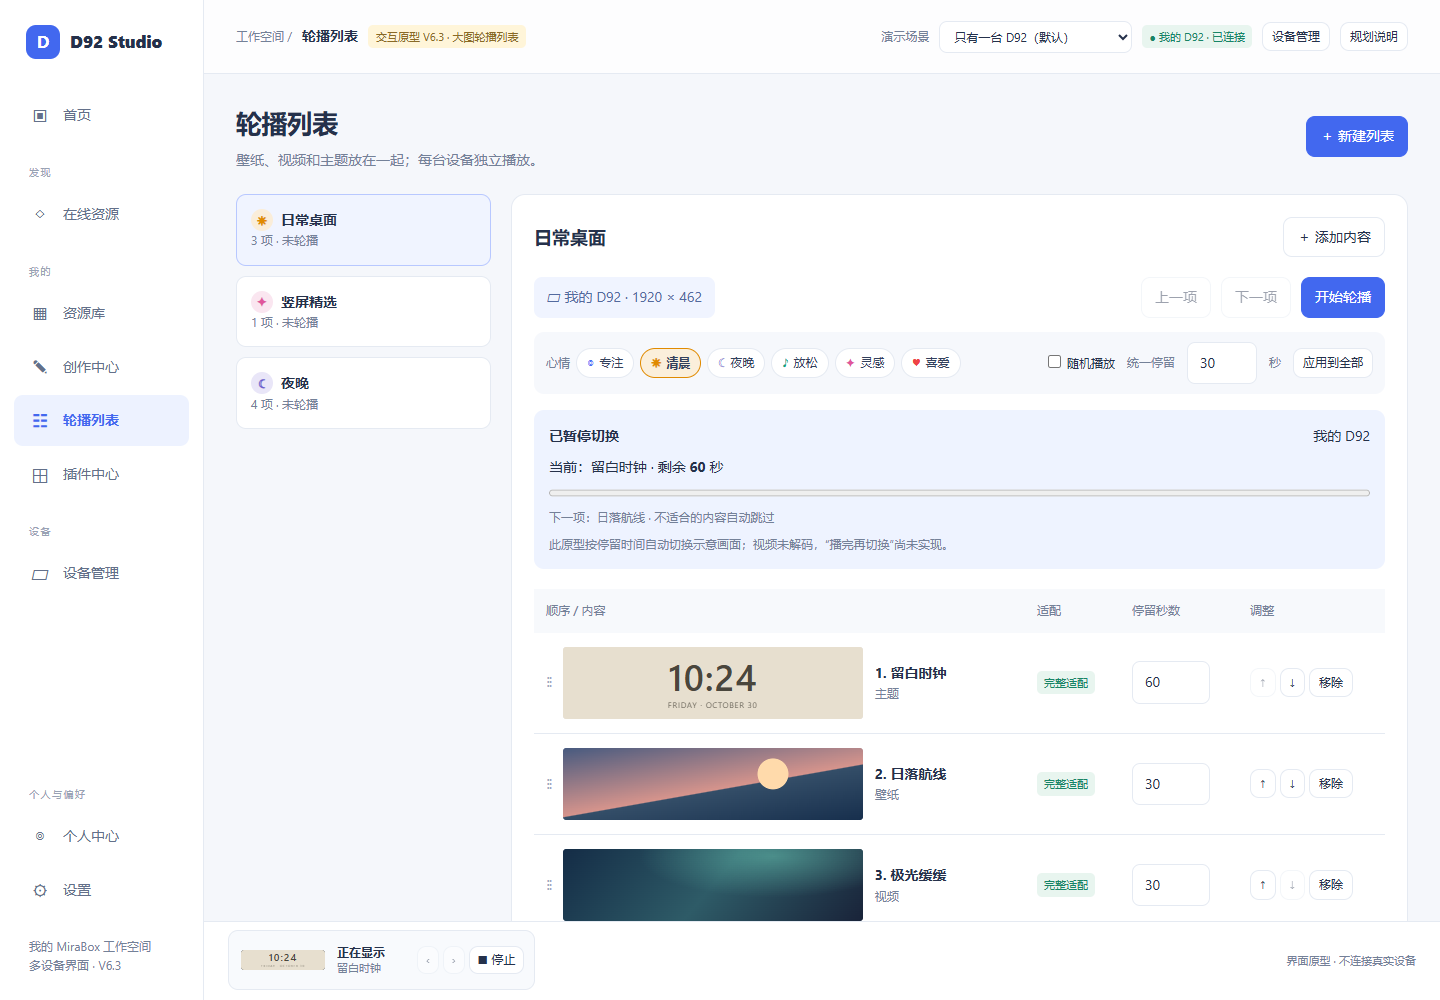 D D92 Studio
首页
发现
在线资源
我的
资源库
创作中心
轮播列表
插件中心
设备
设备管理
个人与偏好
个人中心
设置
我的 MiraBox 工作空间
多设备界面 · V6.3
工作空间 / 轮播列表 交互原型 V6.3 · 大图轮播列表
演示场景 只有一台 D92（默认） ● 我的 D92 · 已连接 设备管理 规划说明
轮播列表
壁纸、视频和主题放在一起；每台设备独立播放。
＋ 新建列表
日常桌面
3 项 · 未轮播
竖屏精选
1 项 · 未轮播
夜晚
4 项 · 未轮播
日常桌面
＋ 添加内容
我的 D92 · 1920 × 462
上一项 下一项 开始轮播
心情 专注 清晨 夜晚 放松 灵感 喜爱
随机播放 统一停留 30 秒 应用到全部
已暂停切换 我的 D92
当前：留白时钟 · 剩余 60 秒
下一项：日落航线 · 不适合的内容自动跳过
此原型按停留时间自动切换示意画面；视频未解码，“播完再切换”尚未实现。
顺序 / 内容 适配 停留秒数 调整
10:24
FRIDAY · OCTOBER 30
1. 留白时钟
主题
完整适配 60 ↑ ↓ 移除
2. 日落航线
壁纸
完整适配 30 ↑ ↓ 移除
3. 极光缓缓
视频
完整适配 30 ↑ ↓ 移除
10:24
正在显示
留白时钟
‹ › ■ 停止
界面原型 · 不连接真实设备